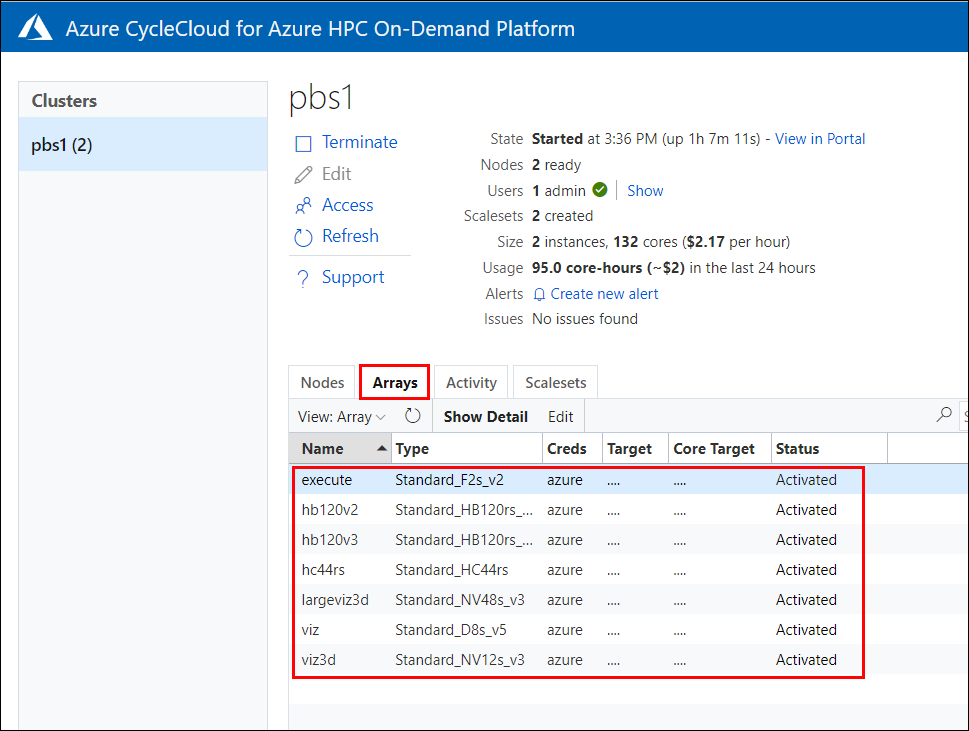 Azure CycleCloud for Azure HPC On-Demand Platform
Clusters
pbs1 (2)
pbs1
Terminate
Edit
Access
Refresh
? Support
State Started at 3:36 PM (up 1h 7m 11s) - View in Portal
Nodes 2 ready
Users 1 admin Show
Scalesets 2 created
Size 2 instances, 132 cores ($2.17 per hour)
Usage 95.0 core-hours (~$2) in the last 24 hours
Alerts Create new alert
Issues No issues found
Nodes Arrays Activity Scalesets
View: Array Show Detail Edit
Name Type Creds Target Core Target Status
execute Standard_F2s_v2 azure .... .... Activated
hb120v2 Standard_HB120rs_... azure .... .... Activated
hb120v3 Standard_HB120rs_... azure .... .... Activated
hc44rs Standard_HC44rs azure .... .... Activated
largeviz3d Standard_NV48s_v3 azure .... .... Activated
viz Standard_D8s_v5 azure .... .... Activated
viz3d Standard_NV12s_v3 azure .... .... Activated